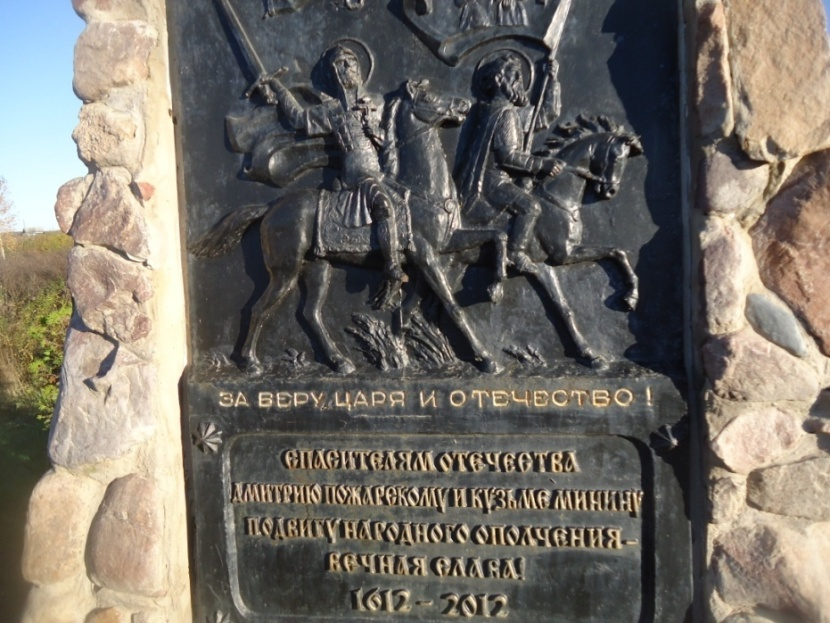 ЗА ВЕРУ, ЦАРЯ И ОТЕЧЕСТВО!
СПАСИТЕЛЯМ ОТЕЧЕСТВА
ДМИТРИЮ ПОЖАРСКОМУ И КУЗЬМЕ МИНИНУ
ПОДВИГУ НАРОДНОГО ОПОЛЧЕНИЯ-
ВЕЧНАЯ СЛАВА!
1612-2012